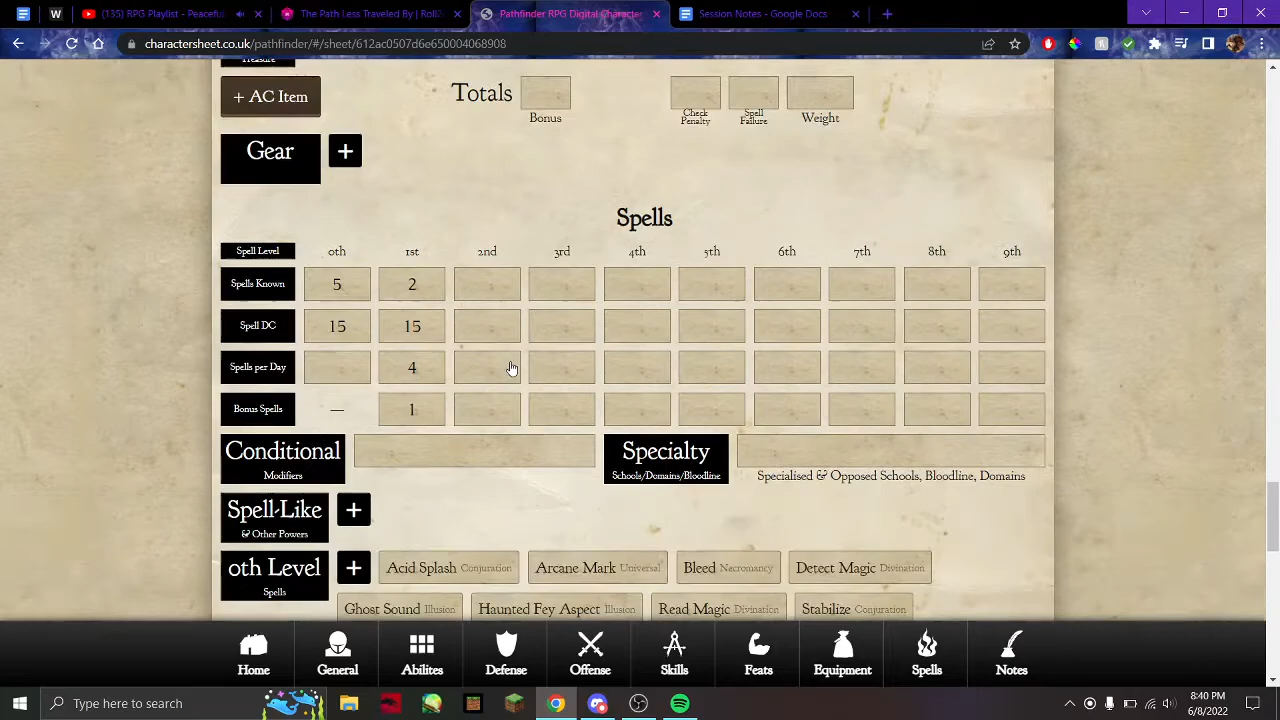 (135) RPG Playlist - Peaceful
The Path Less Traveled By | Roll
Pathfinder RPG Digital Character
Session Notes - Google Docs
charactersheet.co.uk/pathfinder/#/sheet/612ac0507d6e650004068908
Treasure
+ AC Item
Totals
Bonus
Check Penalty
Spell Failure
Weight
Gear +
Spells
Spell Level 0th 1st 2nd 3rd 4th 5th 6th 7th 8th 9th
Spells Known 5 2
Spell DC 15 15
Spells per Day 4
Bonus Spells — 1
Conditional
Modifiers
Specialty
Schools/Domains/Bloodline
Specialised & Opposed Schools, Bloodline, Domains
Spell-Like +
& Other Powers
0th Level +
Spells
Acid Splash Conjuration
Arcane Mark Universal
Bleed Necromancy
Detect Magic Divination
Ghost Sound Illusion
Haunted Fey Aspect Illusion
Read Magic Divination
Stabilize Conjuration
Home General Abilites Defense Offense Skills Feats Equipment Spells Notes
Type here to search
8:40 PM
6/8/2022